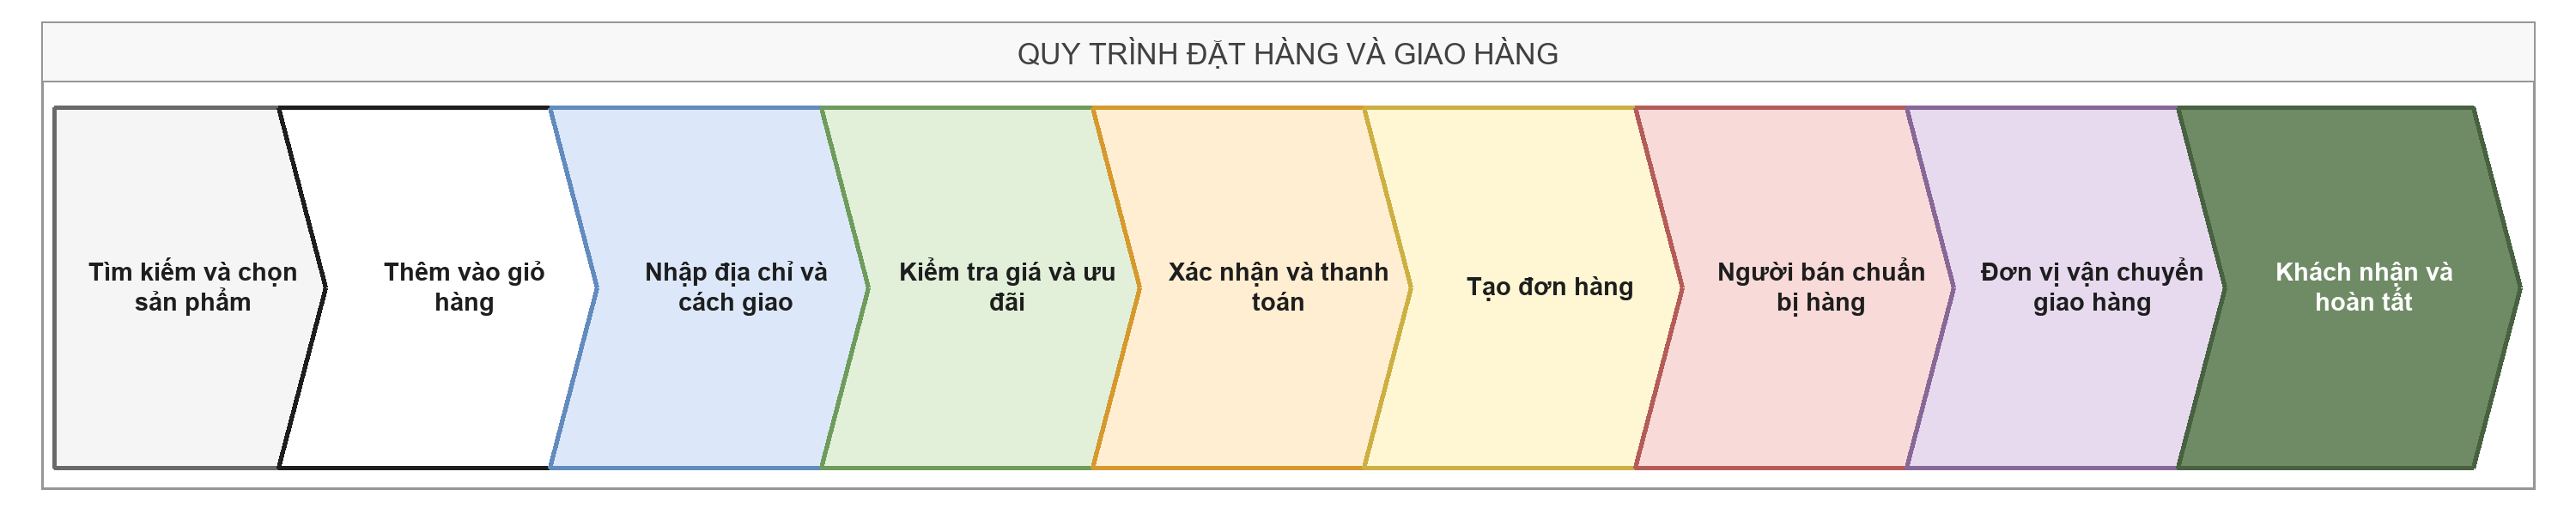 QUY TRÌNH ĐẶT HÀNG VÀ GIAO HÀNG
Tìm kiếm và chọn
sản phẩm
Thêm vào giỏ
hàng
Nhập địa chỉ và
cách giao
Kiểm tra giá và ưu
đãi
Xác nhận và thanh
toán
Tạo đơn hàng
Người bán chuẩn
bị hàng
Đơn vị vận chuyển
giao hàng
Khách nhận và
hoàn tất